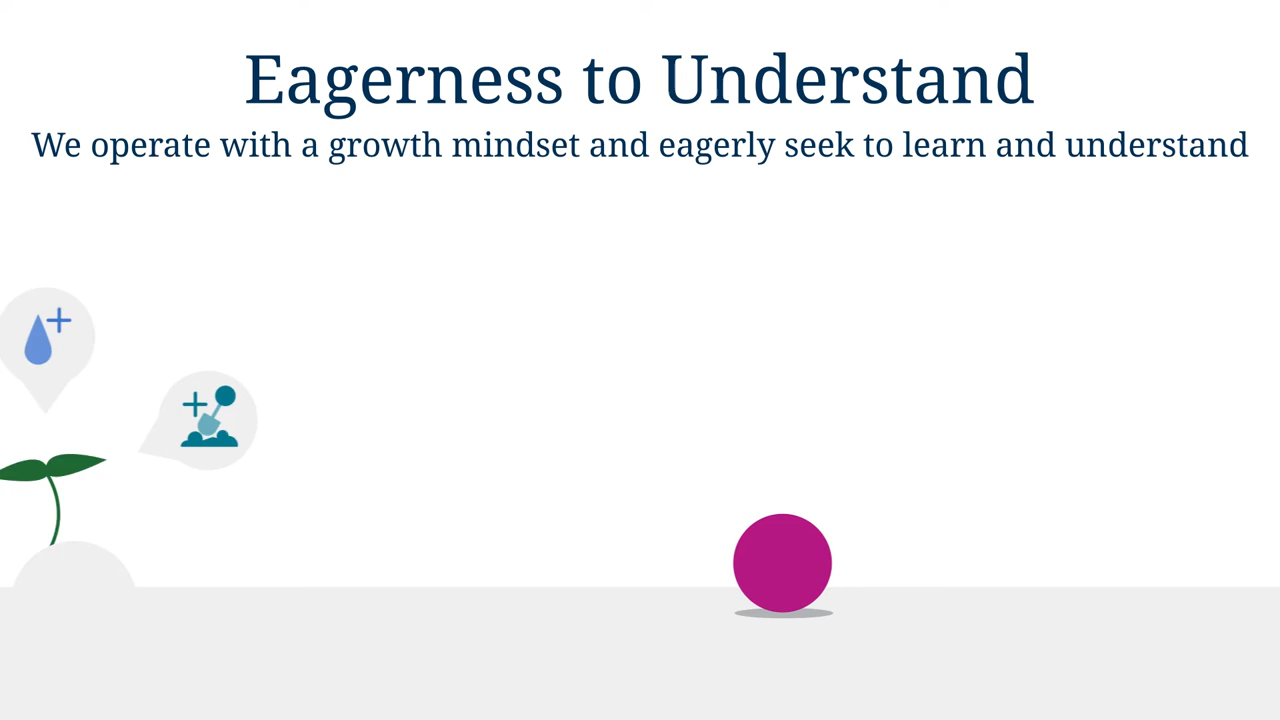 Eagerness to Understand
We operate with a growth mindset and eagerly seek to learn and understand